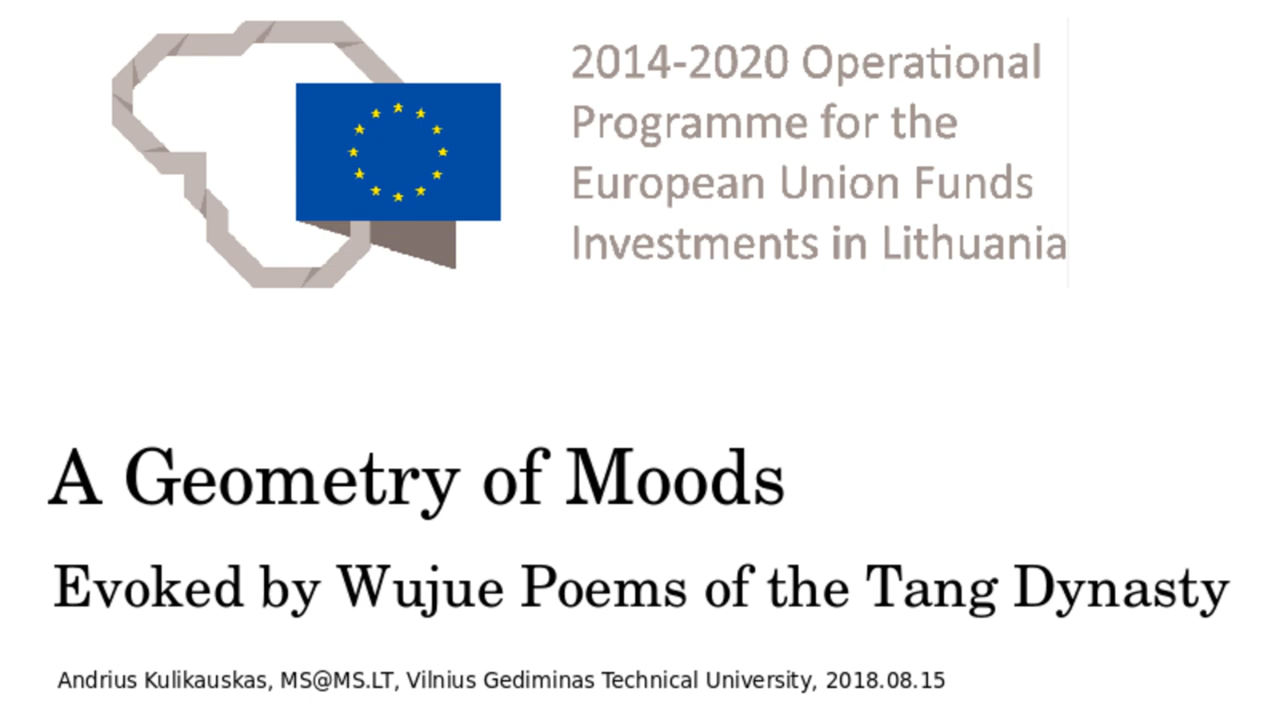 2014-2020 Operational
Programme for the
European Union Funds
Investments in Lithuania
A Geometry of Moods
Evoked by Wujue Poems of the Tang Dynasty
Andrius Kulikauskas, MS@MS.LT, Vilnius Gediminas Technical University, 2018.08.15